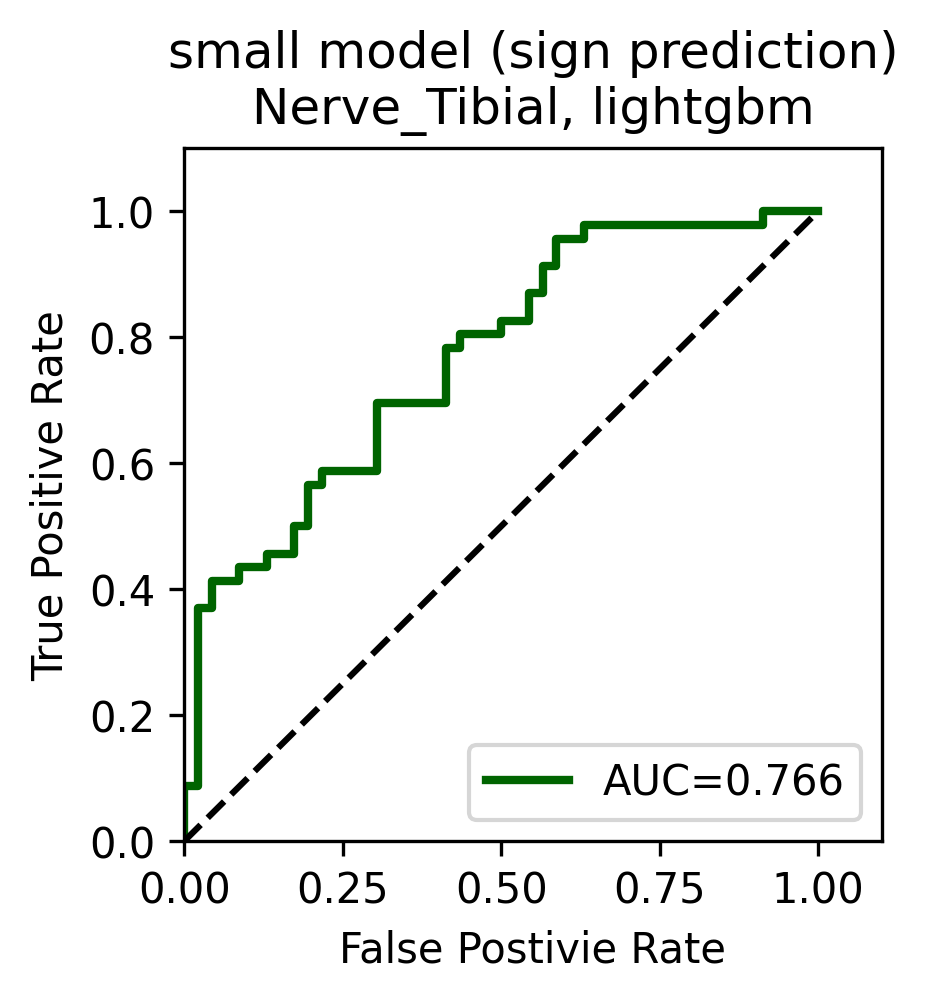 small model (sign prediction)
Nerve_Tibial, lightgbm
True Positive Rate
1.0
0.8
0.6
0.4
0.2
0.0
AUC=0.766
0.00 0.25 0.50 0.75 1.00
False Postivie Rate